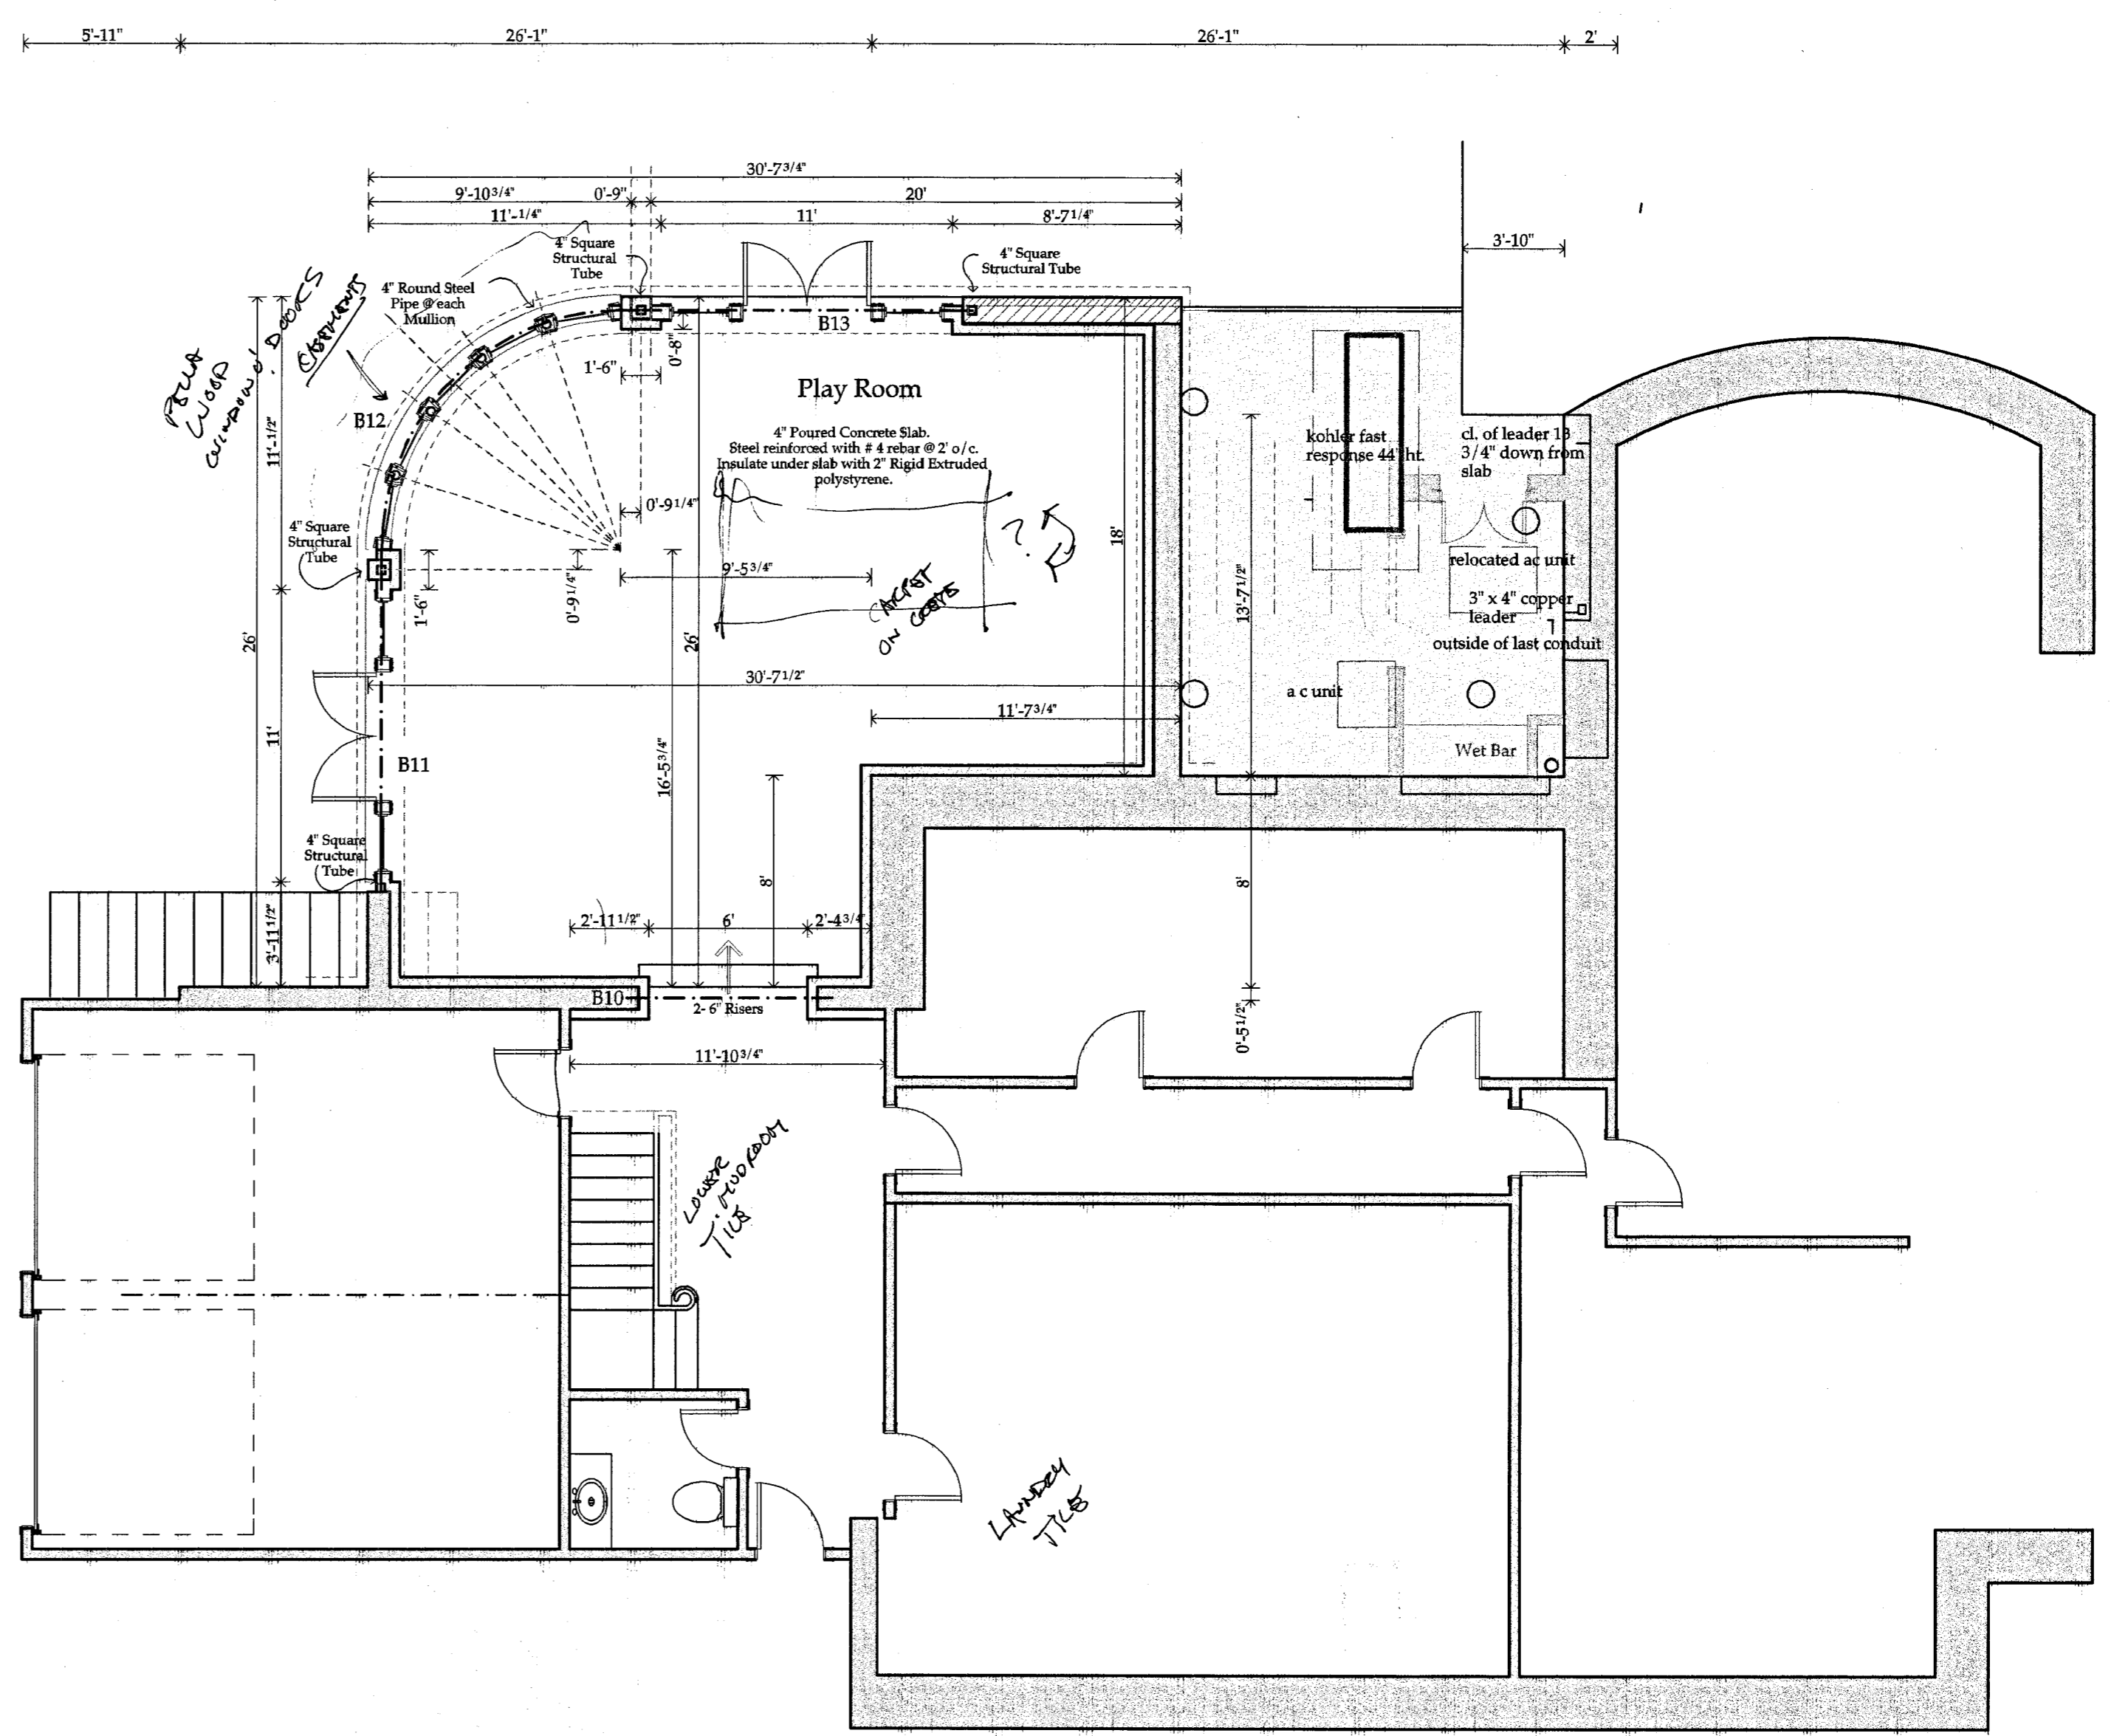 5'-11"
26'-1"
26'-1"
2'
30'-7 3/4"
9'-10 3/4"
0'-9"
20'
11'-1/4"
11'
8'-7 1/4"
3'-10"
4" Square
Structural
Tube
4" Square
Structural Tube
4" Round Steel
Pipe @ each
Mullion
PELLA
WOOD
WINDOWS & DOORS
CASEMENTS
B12
B13
1'-6"
0'-8"
Play Room
4" Poured Concrete Slab.
Steel reinforced with # 4 rebar @ 2' o/c.
Insulate under slab with 2" Rigid Extruded
polystyrene.
11'-1/2"
kohler fast
response 44" ht.
cl. of leader 13
3/4" down from
slab
0'-9 1/4"
?
4" Square
Structural
Tube
18'
relocated ac unit
9'-5 3/4"
1'-6"
0'-9 1/4"
13'-7 1/2"
3" x 4" copper
leader
CARPET
ON
26'
26'
outside of last conduit
30'-7 1/2"
a c unit
11'-7 3/4"
11'
16'-5 3/4"
B11
Wet Bar
4" Square
Structural
Tube
8'
8'
3'-11 1/2"
2'-11 1/2"
6'
2'-4 3/4"
B10
2- 6" Risers
0'-5 1/2"
11'-10 3/4"
LOWER
MUDROOM
TILE
LAUNDRY
TILE